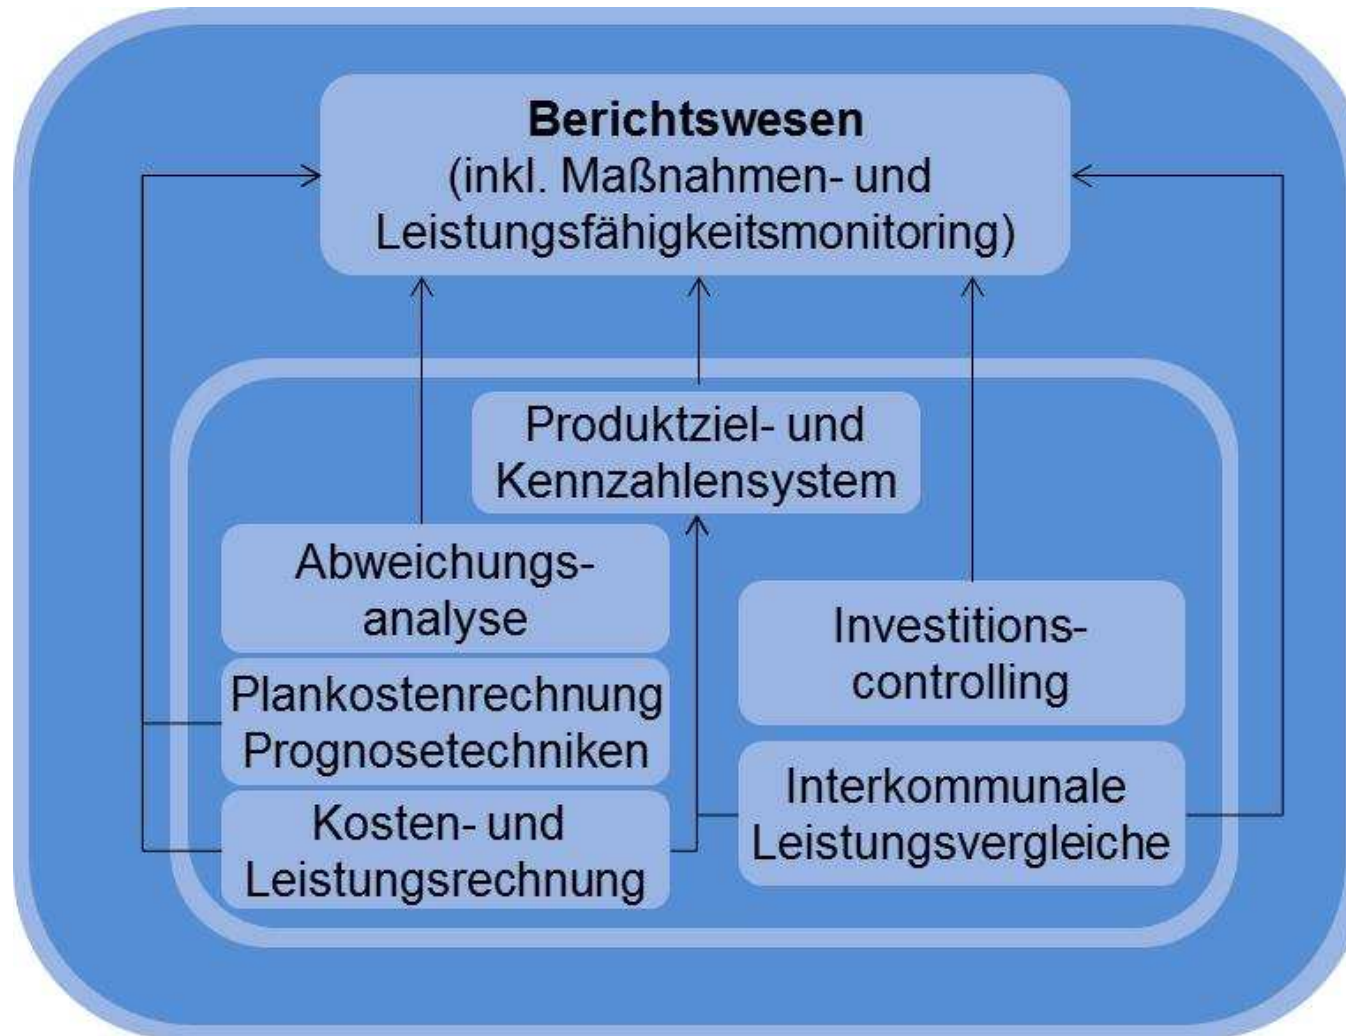 Berichtswesen
(inkl. Maßnahmen- und
Leistungsfähigkeitsmonitoring)
Produktziel- und
Kennzahlensystem
Abweichungs-
analyse
Plankostenrechnung
Prognosetechniken
Kosten- und
Leistungsrechnung
Investitions-
controlling
Interkommunale
Leistungsvergleiche